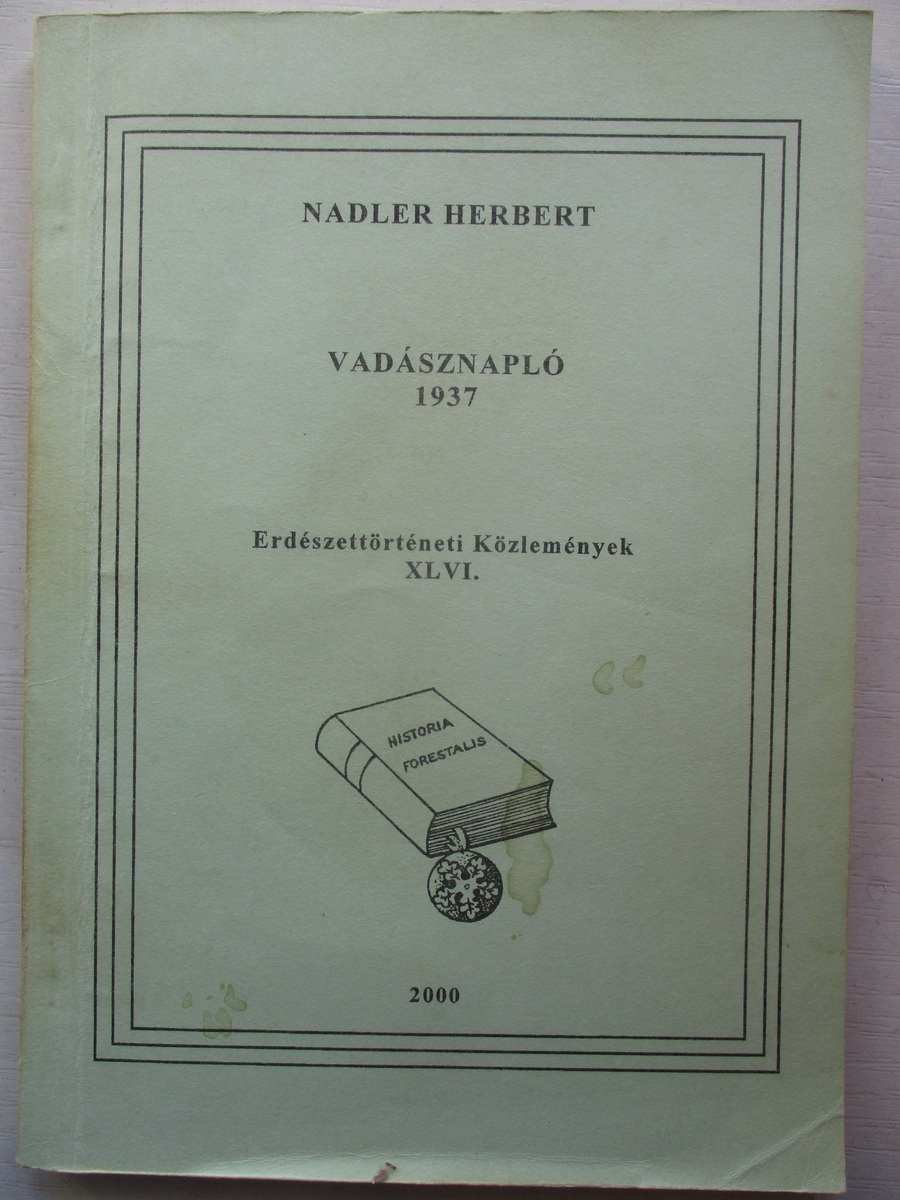 NADLER HERBERT
VADÁSZNAPLÓ
1937
Erdészettörténeti Közlemények
XLVI.
HISTORIA
FORESTALIS
2000